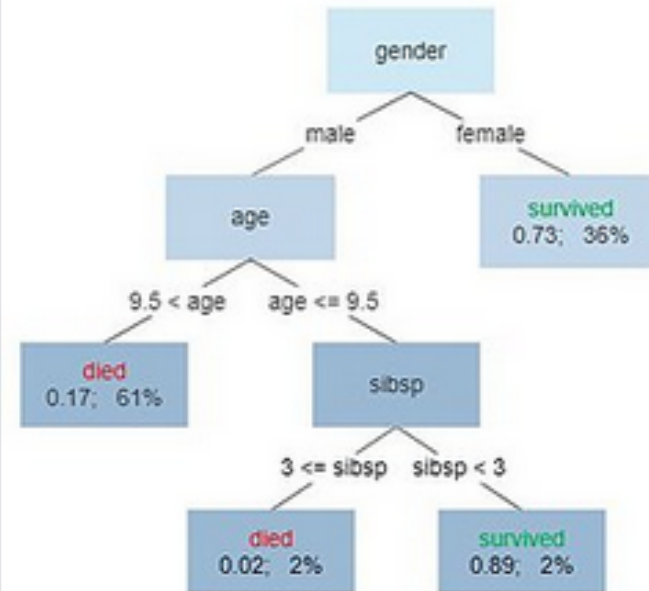 gender
male
female
age
survived
0.73; 36%
9.5 < age
age <= 9.5
died
0.17; 61%
sibsp
3 <= sibsp
sibsp < 3
died
0.02; 2%
survived
0.89; 2%